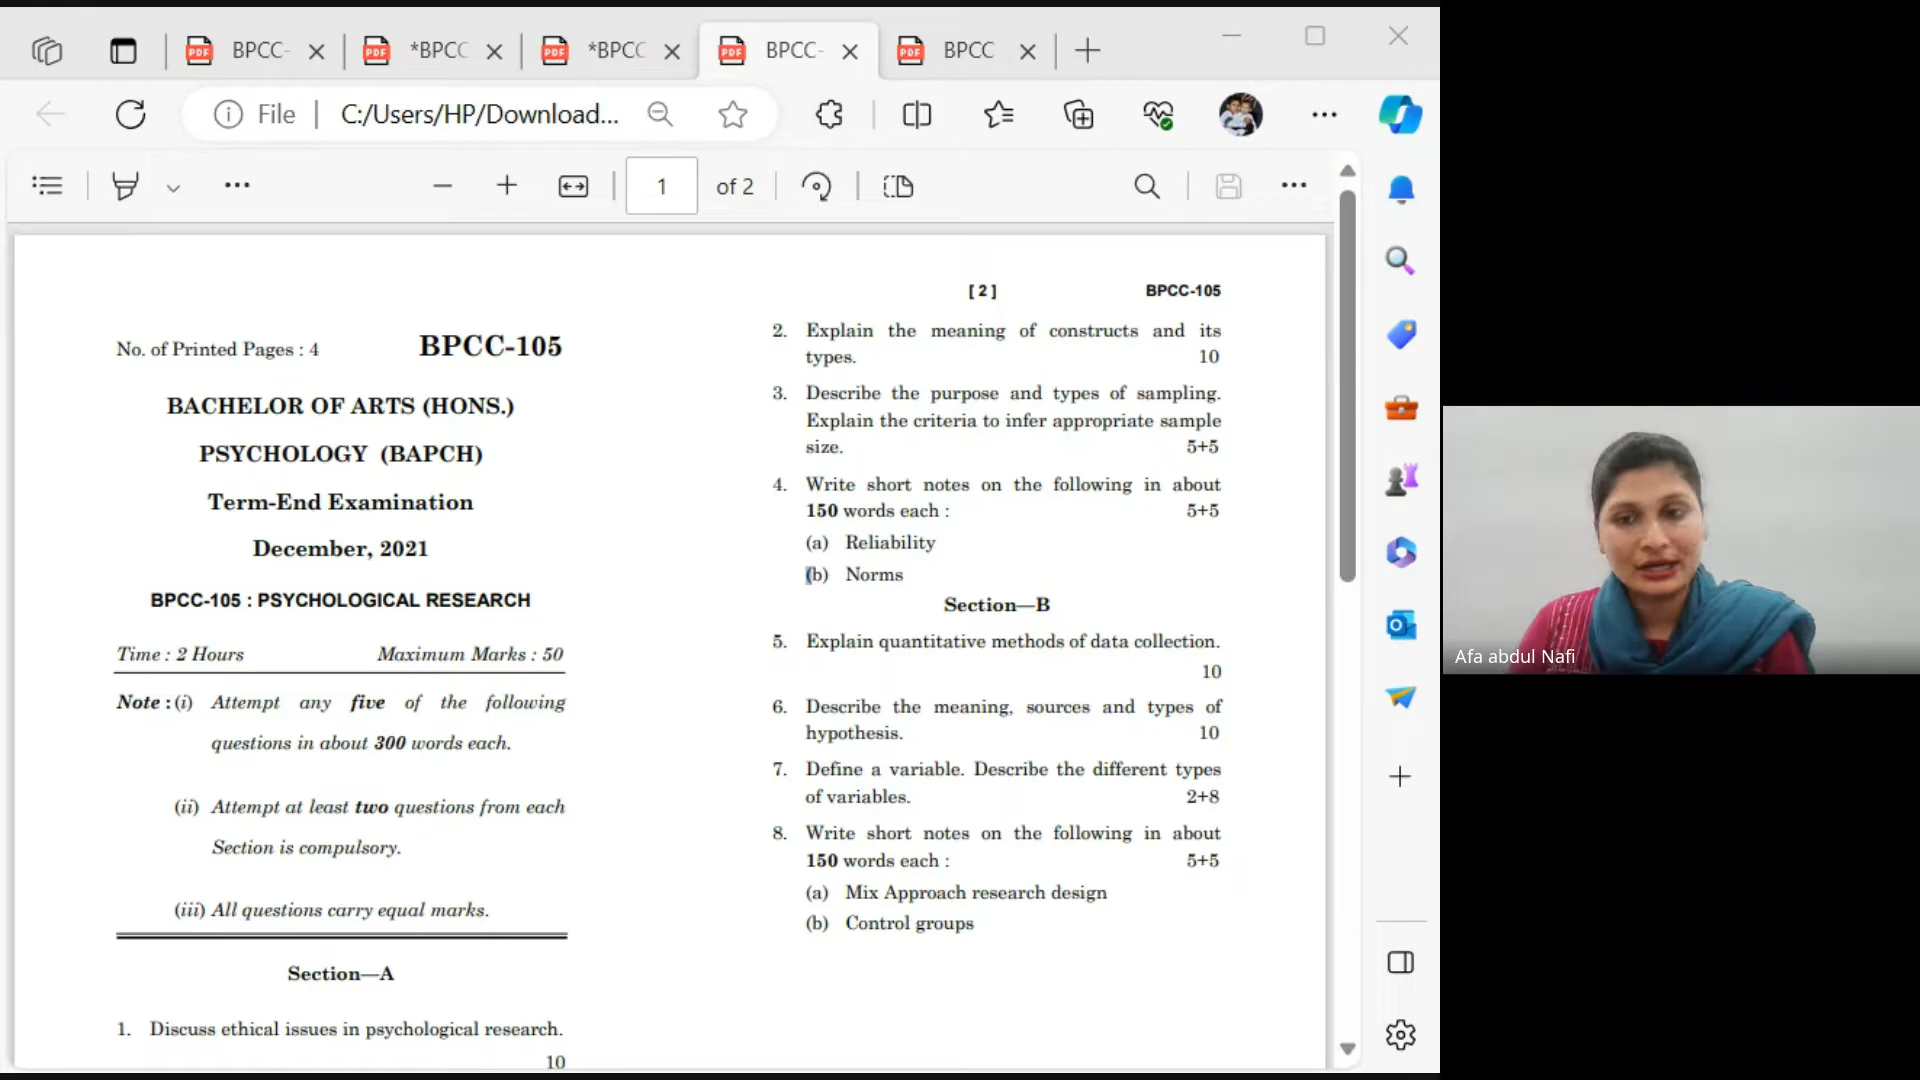 BPCC-
*BPCC
*BPCC
BPCC-
BPCC
File
C:/Users/HP/Download...
1 of 2
No. of Printed Pages : 4 BPCC-105
BACHELOR OF ARTS (HONS.)
PSYCHOLOGY (BAPCH)
Term-End Examination
December, 2021
BPCC-105 : PSYCHOLOGICAL RESEARCH
Time : 2 Hours Maximum Marks : 50
Note : (i) Attempt any five of the following
questions in about 300 words each.
(ii) Attempt at least two questions from each
Section is compulsory.
(iii) All questions carry equal marks.
Section—A
1. Discuss ethical issues in psychological research.
10
[ 2 ] BPCC-105
2. Explain the meaning of constructs and its
types. 10
3. Describe the purpose and types of sampling.
Explain the criteria to infer appropriate sample
size. 5+5
4. Write short notes on the following in about
150 words each : 5+5
(a) Reliability
(b) Norms
Section—B
5. Explain quantitative methods of data collection.
10
6. Describe the meaning, sources and types of
hypothesis. 10
7. Define a variable. Describe the different types
of variables. 2+8
8. Write short notes on the following in about
150 words each : 5+5
(a) Mix Approach research design
(b) Control groups
Afa abdul Nafi